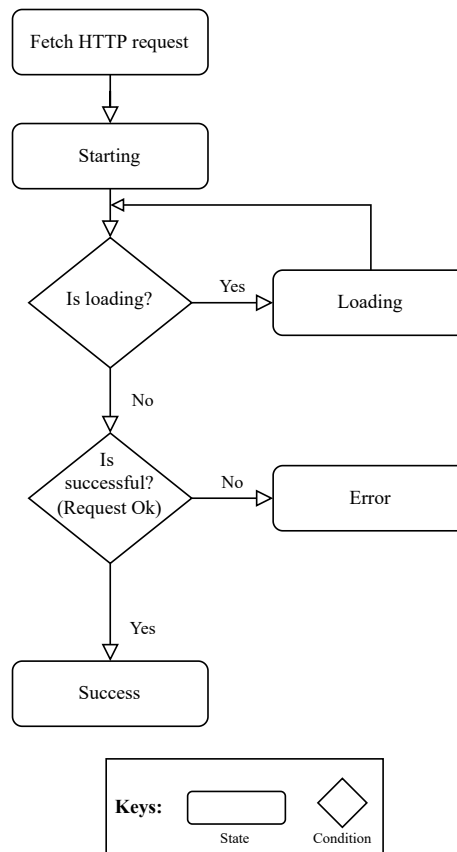 Fetch HTTP request
Starting
Is loading?
Yes
Loading
No
Is
successful?
(Request Ok)
No
Error
Yes
Success
Keys:
State
Condition